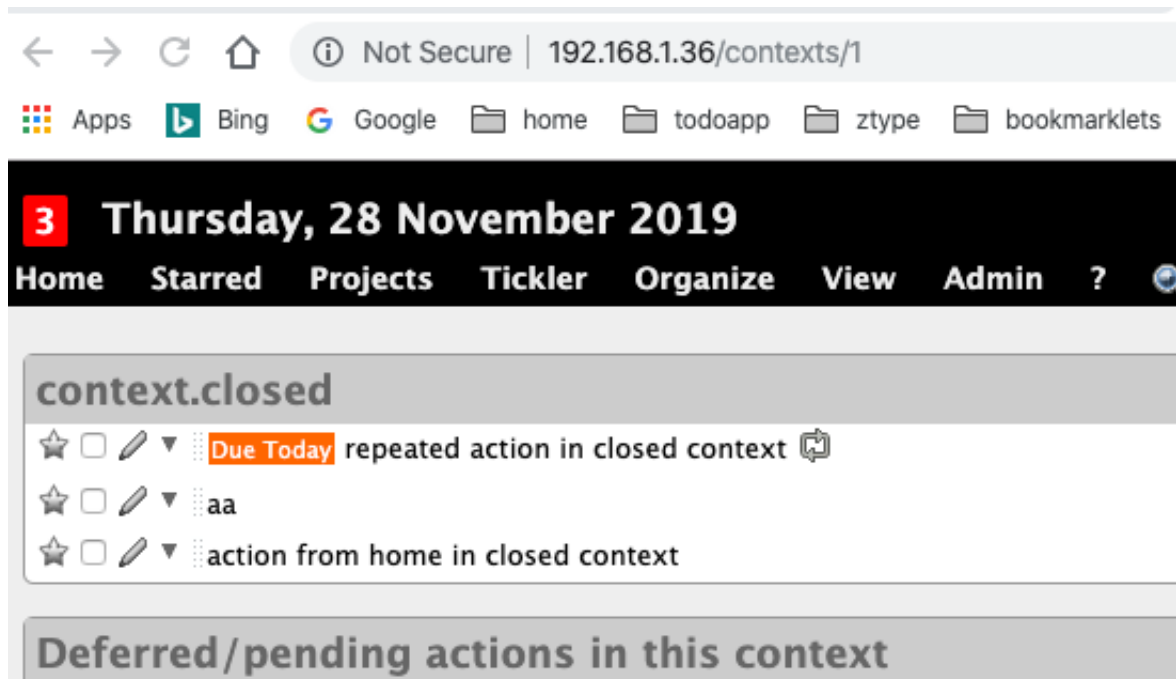 Not Secure | 192.168.1.36/contexts/1
Apps Bing Google home todoapp ztype bookmarklets
3 Thursday, 28 November 2019
Home Starred Projects Tickler Organize View Admin ?
context.closed
Due Today repeated action in closed context
aa
action from home in closed context
Deferred/pending actions in this context